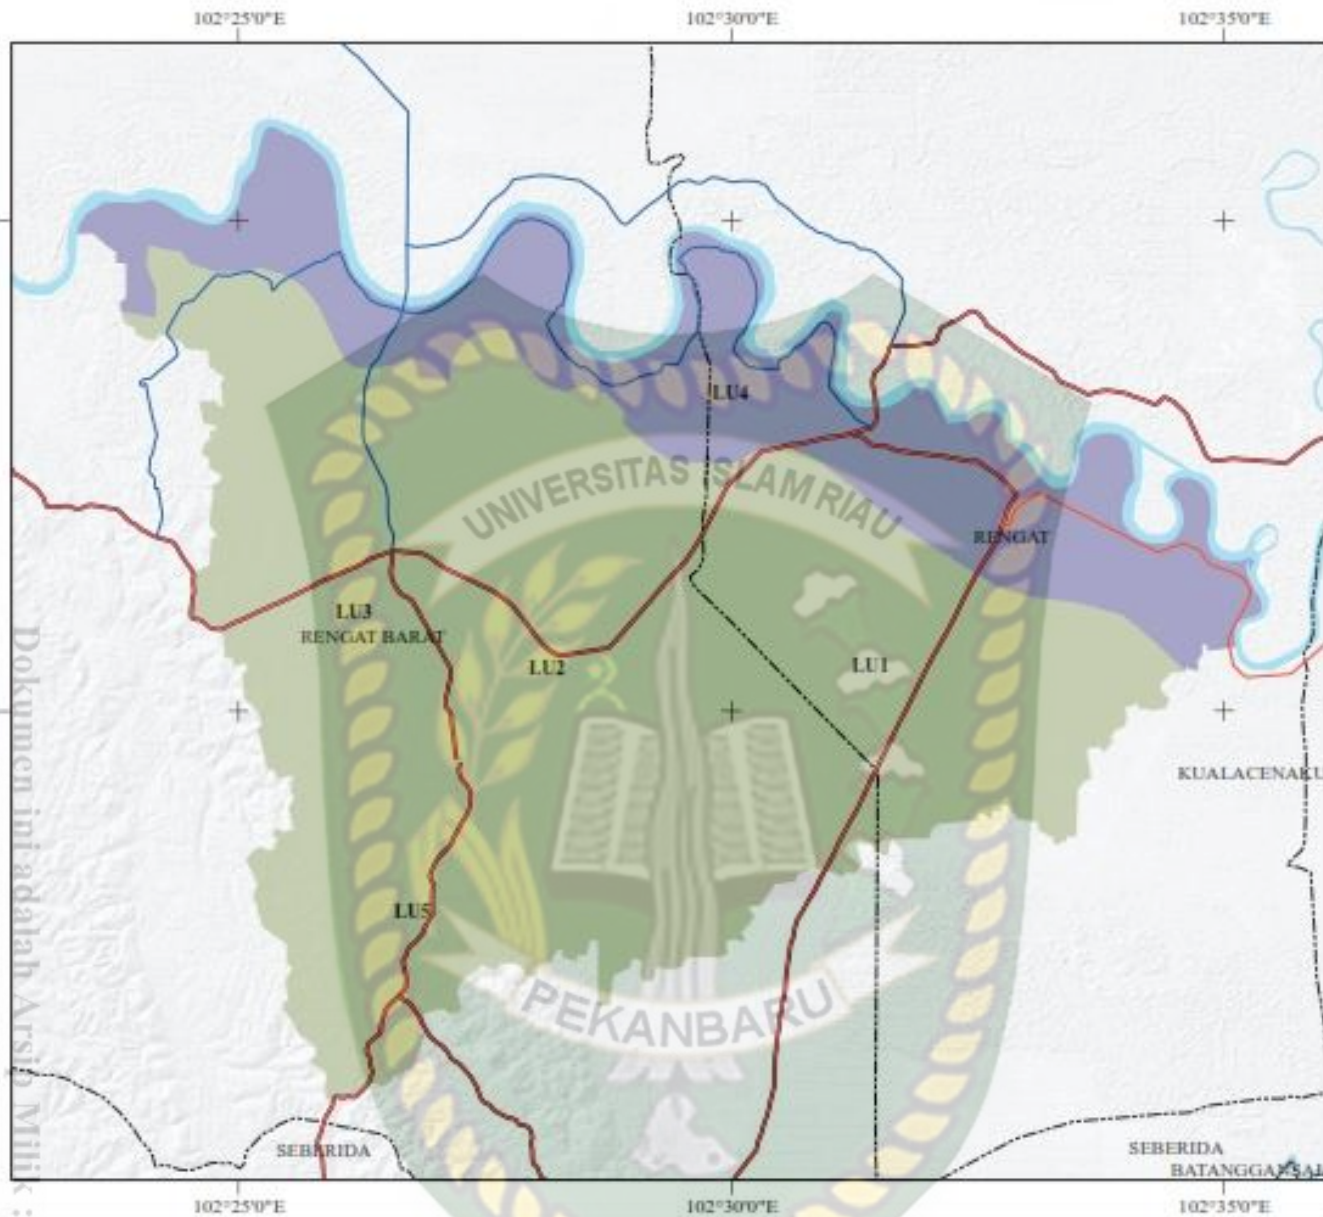 102°25'0"E 102°30'0"E 102°35'0"E
LU4
UNIVERSITAS ISLAM RIAU
RENGAT
LU3
RENGAT BARAT
LU2
LU1
KUALACENAKU
LU5
PEKANBARU
SEBERIDA
SEBERIDA
BATANGGANSAL
102°25'0"E 102°30'0"E 102°35'0"E
Dokumen ini adalah Arsip Milik :